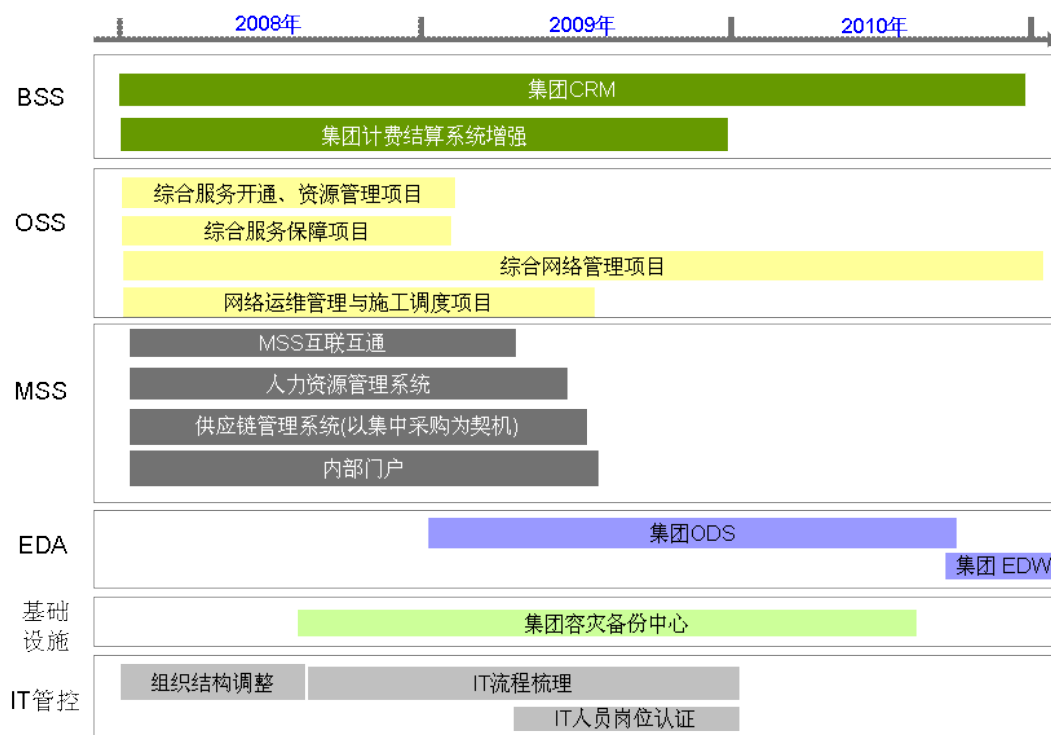 2008年 2009年 2010年
BSS
集团CRM
集团计费结算系统增强
OSS
综合服务开通、资源管理项目
综合服务保障项目
综合网络管理项目
网络运维管理与施工调度项目
MSS
MSS互联互通
人力资源管理系统
供应链管理系统(以集中采购为契机)
内部门户
EDA
集团ODS
集团 EDW
基础
设施
集团容灾备份中心
IT管控
组织结构调整
IT流程梳理
IT人员岗位认证